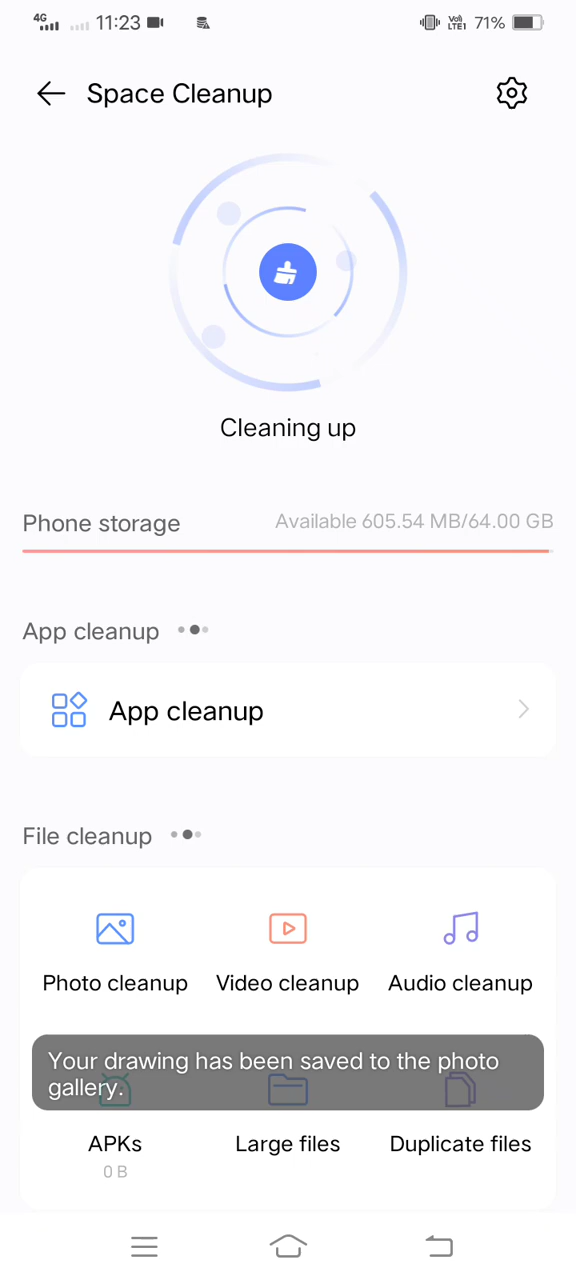 4G 11:23 VoB LTE1 71%
Space Cleanup
Cleaning up
Phone storage Available 605.54 MB/64.00 GB
App cleanup
App cleanup
File cleanup
Photo cleanup Video cleanup Audio cleanup
Your drawing has been saved to the photo
gallery.
APKs Large files Duplicate files
0 B